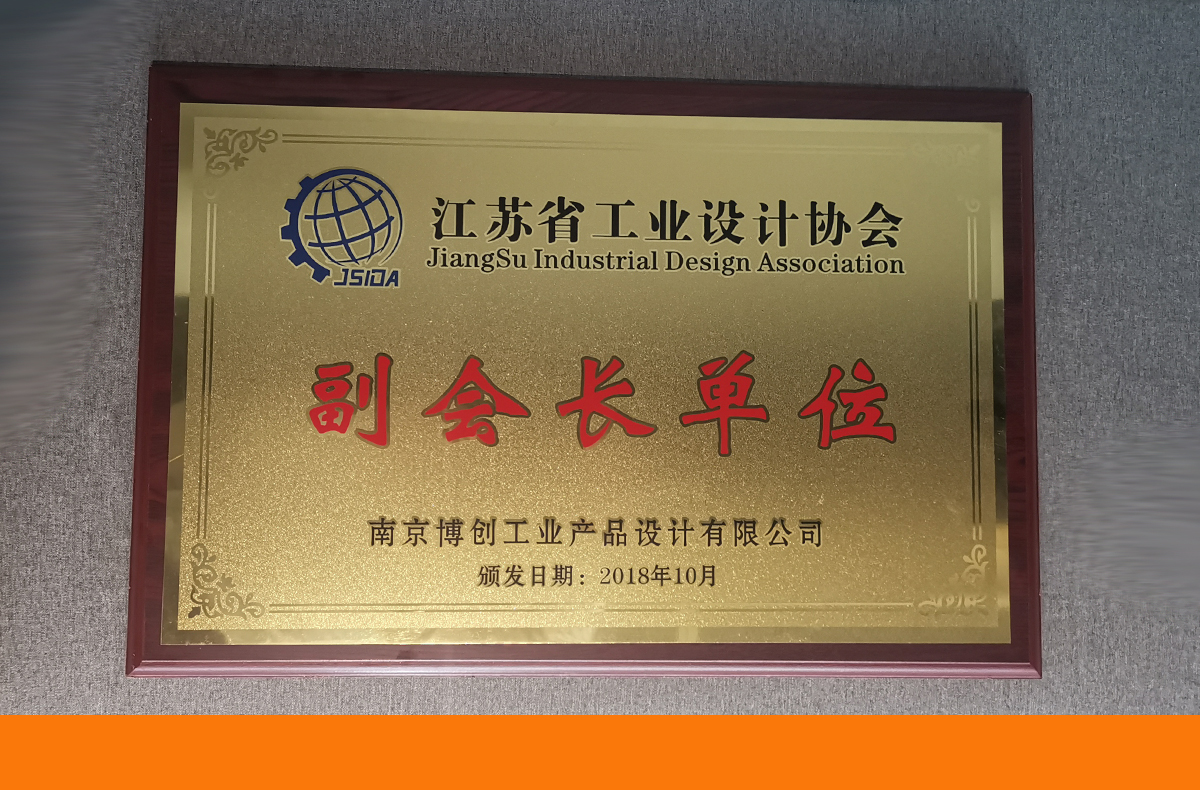 江苏省工业设计协会
JiangSu Industrial Design Association
JSIDA
副会长单位
南京博创工业产品设计有限公司
颁发日期：2018年10月